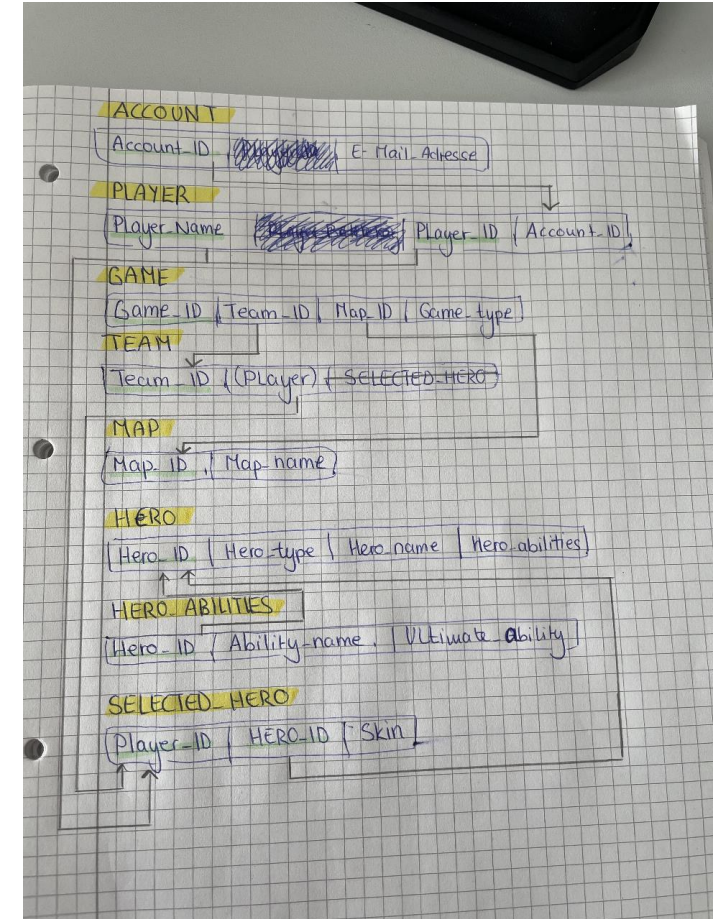 ACCOUNT
Account_ID E-Mail_Adresse
PLAYER
Player_Name Player_ID Account_ID
GAME
Game_ID Team_ID Map_ID Game_type
TEAM
Team_ID (Player) SELECTED_HERO
MAP
Map_ID Map_name
HERO
Hero_ID Hero_type Hero_name hero_abilities
HERO_ABILITIES
Hero_ID Ability_name Ultimate_ability
SELECTED_HERO
Player_ID HERO_ID Skin